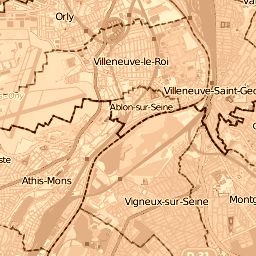 Orly
Villeneuve-le-Roi
Villeneuve-Saint-Geo
Ablon-sur-Seine
Athis-Mons
Vigneux-sur-Seine
Montg